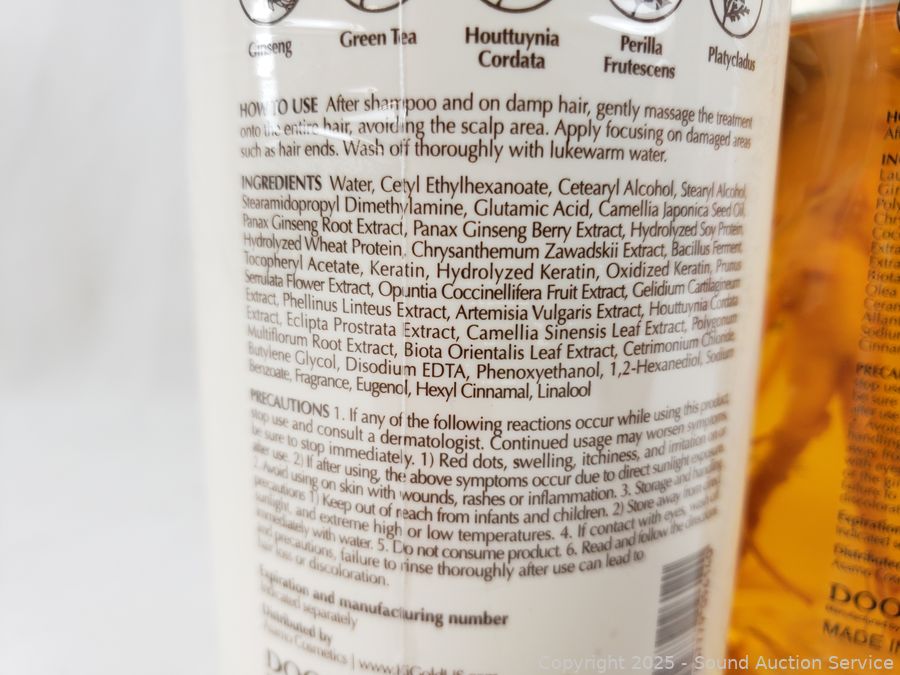 Ginseng
Green Tea
Houttuynia
Cordata
Perilla
Frutescens
Platycladus
HOW TO USE After shampoo and on damp hair, gently massage the treatment
onto the entire hair, avoiding the scalp area. Apply focusing on damaged areas
such as hair ends. Wash off thoroughly with lukewarm water.
INGREDIENTS Water, Cetyl Ethylhexanoate, Cetearyl Alcohol, Stearyl Alcohol,
Stearamidopropyl Dimethylamine, Glutamic Acid, Camellia Japonica Seed Oil,
Panax Ginseng Root Extract, Panax Ginseng Berry Extract, Hydrolyzed Soy Protein,
Hydrolyzed Wheat Protein, Chrysanthemum Zawadskii Extract, Bacillus Ferment,
Tocopheryl Acetate, Keratin, Hydrolyzed Keratin, Oxidized Keratin, Prunus
Serrulata Flower Extract, Opuntia Coccinellifera Fruit Extract, Gelidium Cartilagineum
Extract, Phellinus Linteus Extract, Artemisia Vulgaris Extract, Houttuynia Cordata
Extract, Eclipta Prostrata Extract, Camellia Sinensis Leaf Extract, Polygonum
Multiflorum Root Extract, Biota Orientalis Leaf Extract, Cetrimonium Chloride,
Butylene Glycol, Disodium EDTA, Phenoxyethanol, 1,2-Hexanediol, Sodium
Benzoate, Fragrance, Eugenol, Hexyl Cinnamal, Linalool
PRECAUTIONS 1. If any of the following reactions occur while using this product,
stop use and consult a dermatologist. Continued usage may worsen symptoms,
be sure to stop immediately. 1) Red dots, swelling, itchiness, and irritation on or
after use. 2) If after using, the above symptoms occur due to direct sunlight exposure.
2. Avoid using on skin with wounds, rashes or inflammation. 3. Storage and handling
precautions 1) Keep out of reach from infants and children. 2) Store away from direct
sunlight, and extreme high or low temperatures. 4. If contact with eyes, wash off
immediately with water. 5. Do not consume product. 6. Read and follow the directions
and precautions, failure to rinse thoroughly after use can lead to
hair loss or discoloration.
Expiration and manufacturing number
indicated separately
Distributed by
Asamo Cosmetics | www.
DOO
MADE IN
Copyright 2025 - Sound Auction Service